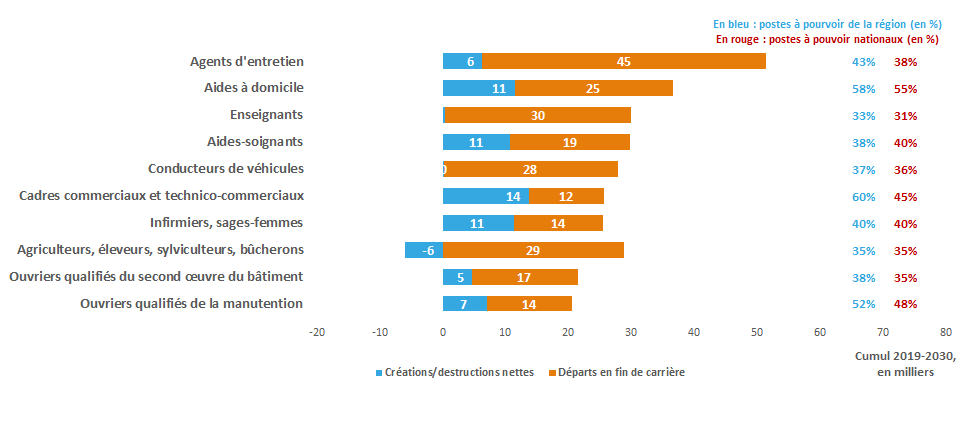 En bleu : postes à pourvoir de la région (en %)
En rouge : postes à pouvoir nationaux (en %)
Agents d'entretien 6 45 43% 38%
Aides à domicile 11 25 58% 55%
Enseignants 30 33% 31%
Aides-soignants 11 19 38% 40%
Conducteurs de véhicules 0 28 37% 36%
Cadres commerciaux et technico-commerciaux 14 12 60% 45%
Infirmiers, sages-femmes 11 14 40% 40%
Agriculteurs, éleveurs, sylviculteurs, bûcherons -6 29 35% 35%
Ouvriers qualifiés du second œuvre du bâtiment 5 17 38% 35%
Ouvriers qualifiés de la manutention 7 14 52% 48%
-20 -10 0 10 20 30 40 50 60 70 80
Cumul 2019-2030,
en milliers
Créations/destructions nettes Départs en fin de carrière